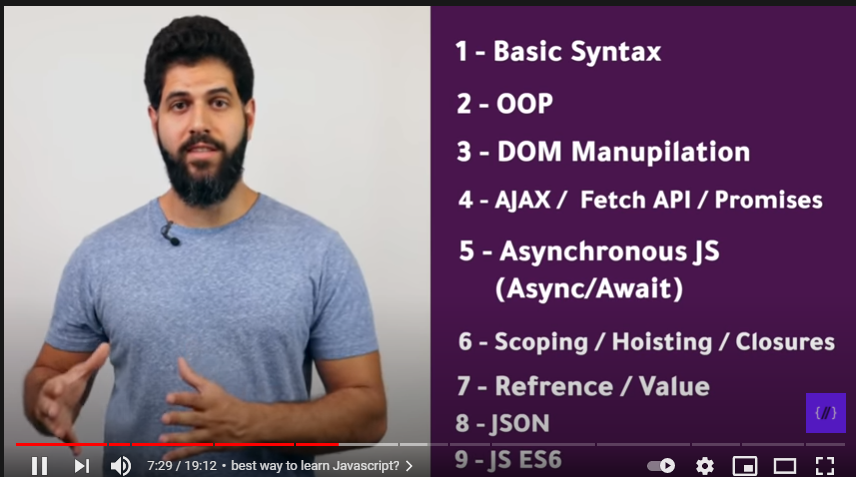 1 - Basic Syntax
2 - OOP
3 - DOM Manupilation
4 - AJAX / Fetch API / Promises
5 - Asynchronous JS
(Async/Await)
6 - Scoping / Hoisting / Closures
7 - Refrence / Value
8 - JSON
9 - JS ES6
{//}
7:29 / 19:12 • best way to learn Javascript? >